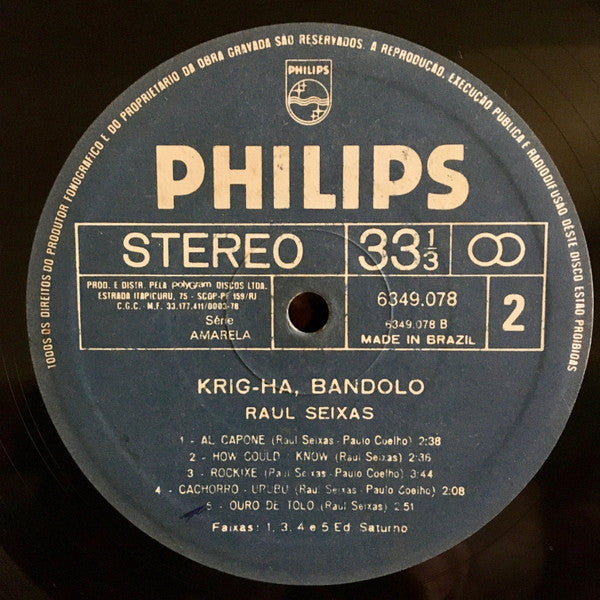 TODOS OS DIREITOS DO PRODUTOR FONOGRÁFICO E DO PROPRIETÁRIO DA OBRA GRAVADA SÃO RESERVADOS. A REPRODUÇÃO, EXECUÇÃO PÚBLICA E RADIODIFUSÃO DESTE DISCO ESTÃO PROIBIDAS
PHILIPS
PHILIPS
STEREO 33 1/3
PROD. E DISTR. PELA polyGram DISCOS LTDA.
ESTRADA ITAPICURU, 75 - SCDP-PF 159/RJ
C.G.C. - M.F. 33.177.411/0003-78
Série
AMARELA
6349.078
6349.078 B
MADE IN BRAZIL
2
KRIG-HA, BANDOLO
RAUL SEIXAS
1 - AL CAPONE (Raul Seixas - Paulo Coelho) 2:38
2 - HOW COULD I KNOW (Raul Seixas) 2:36
3 - ROCKIXE (Raul Seixas - Paulo Coelho) 3:44
4 - CACHORRO - URUBU (Raul Seixas - Paulo Coelho) 2:08
5 - OURO DE TOLO (Raul Seixas) 2:51
Faixas: 1, 3, 4 e 5 Ed. Saturno